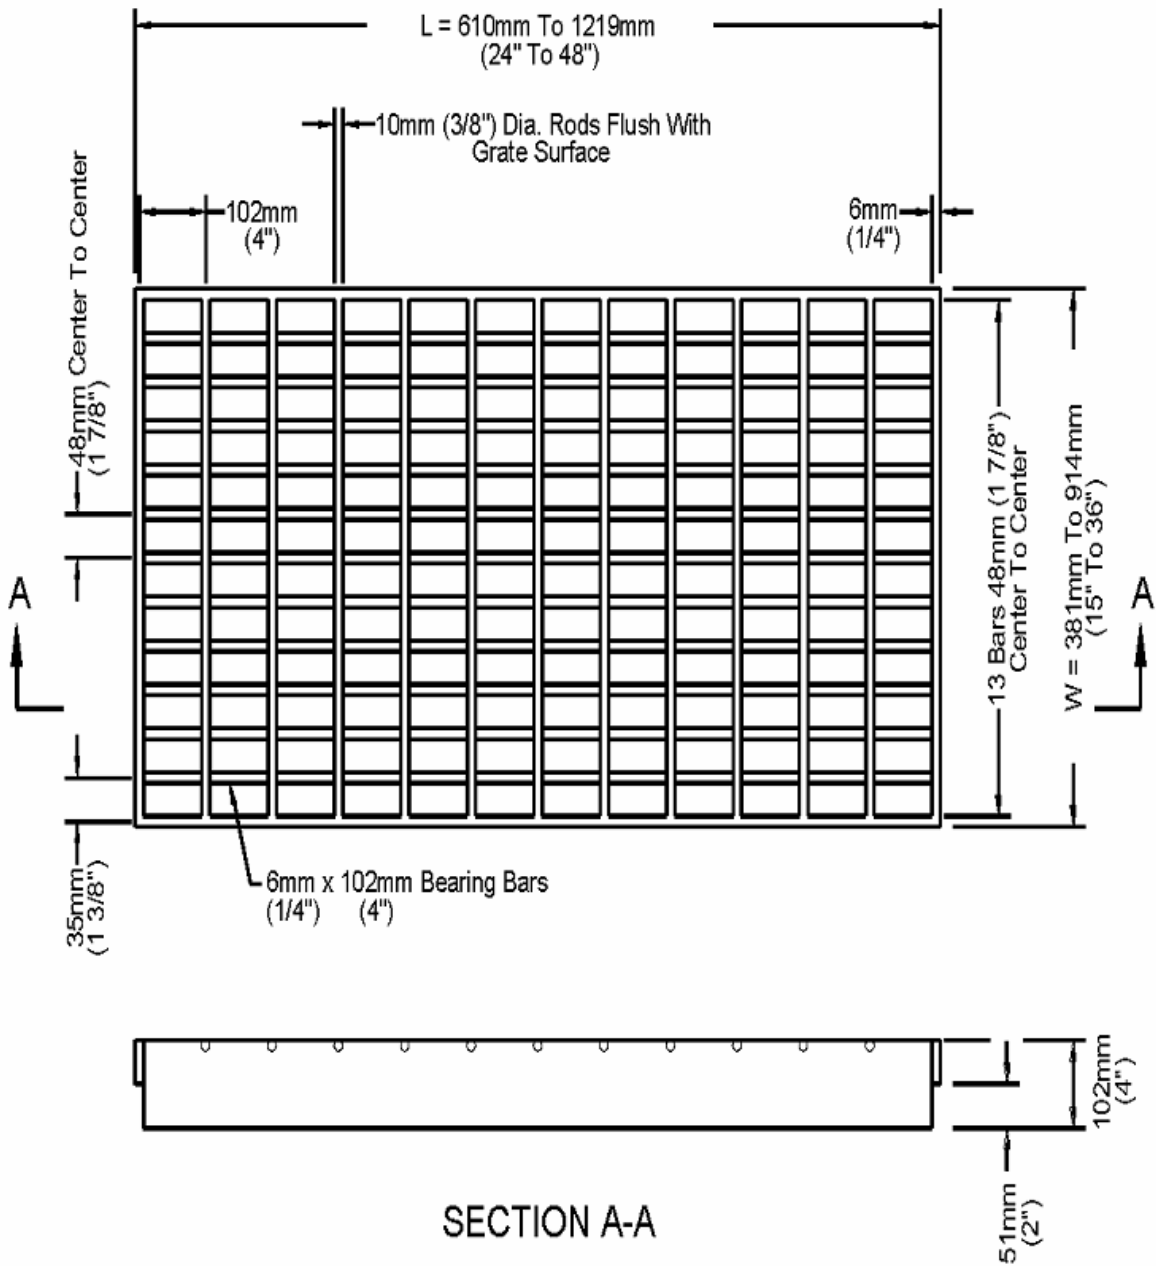 L = 610mm To 1219mm
(24" To 48")
10mm (3/8") Dia. Rods Flush With
Grate Surface
102mm
(4")
6mm
(1/4")
48mm Center To Center
(1 7/8")
13 Bars 48mm (1 7/8")
Center To Center
W = 381mm To 914mm
(15" To 36")
A
A
35mm
(1 3/8")
6mm x 102mm Bearing Bars
(1/4") (4")
102mm
(4")
51mm
(2")
SECTION A-A